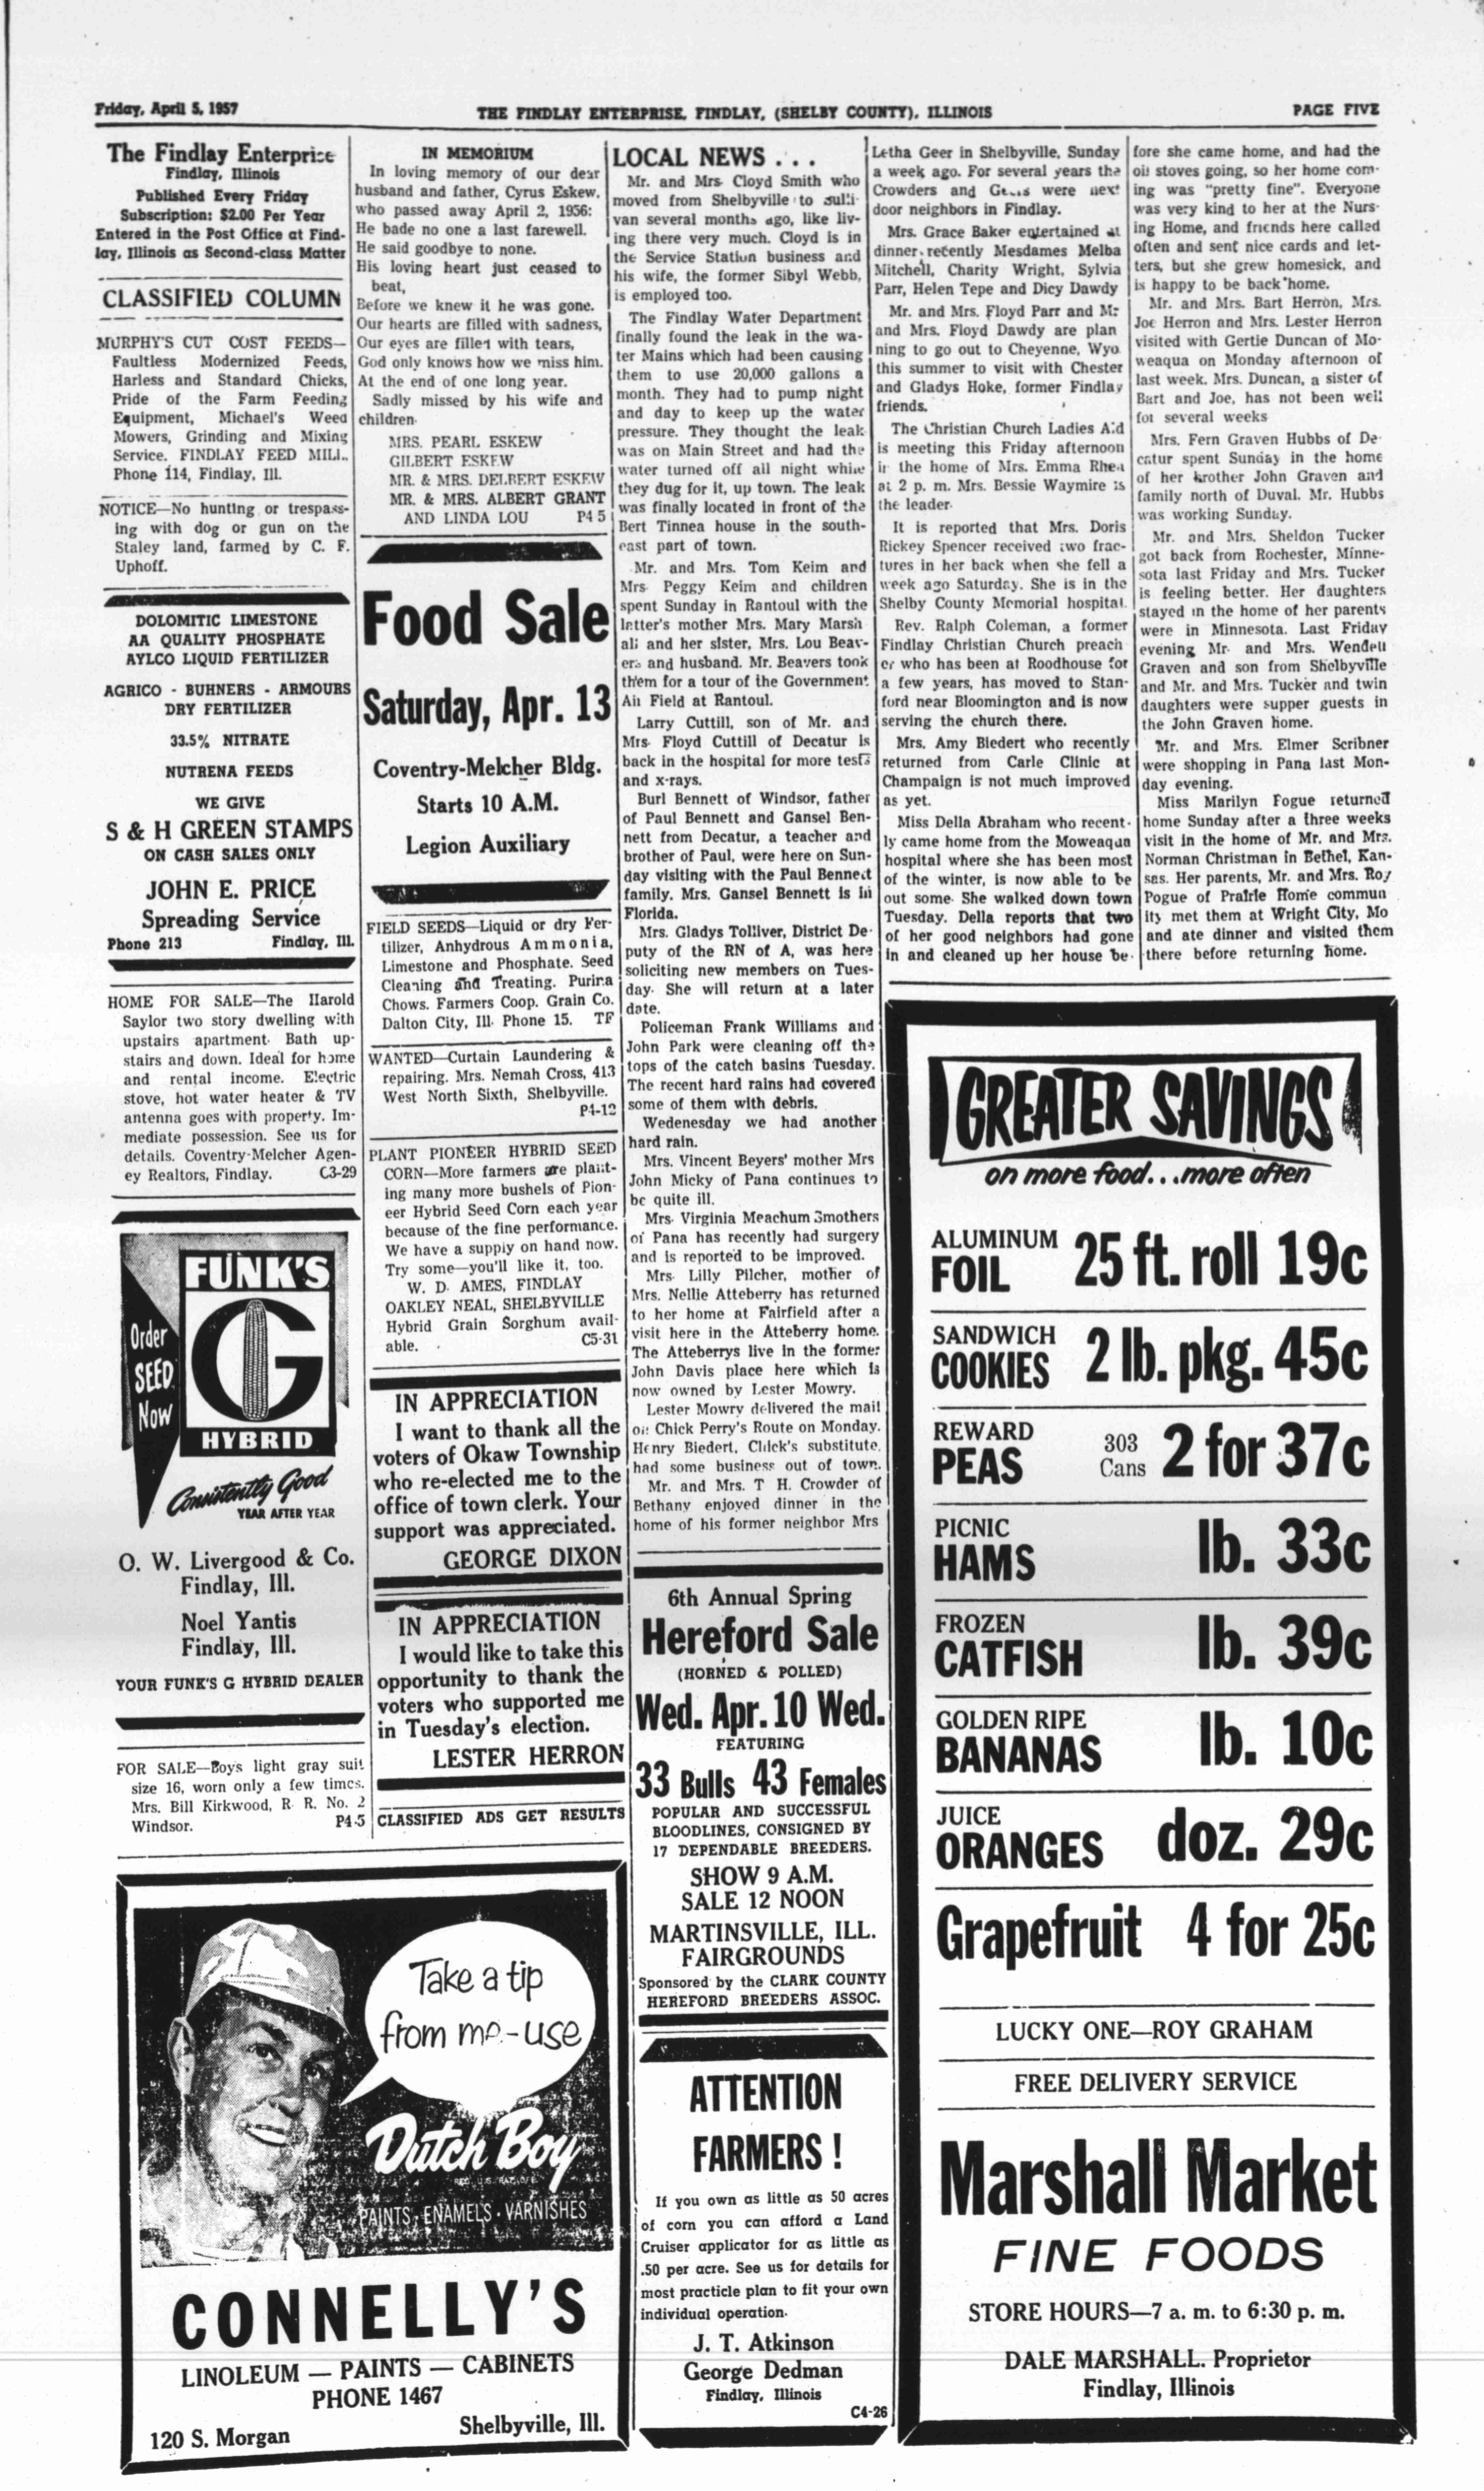 Friday, April 5, 1957
THE FINDLAY ENTERPRISE, FINDLAY, (SHELBY COUNTY), ILLINOIS
PAGE FIVE
The Findlay Enterprise
Findlay, Illinois
Published Every Friday
Subscription: $2.00 Per Year
Entered in the Post Office at Find-
lay, Illinois as Second-class Matter
CLASSIFIED COLUMN
MURPHY'S CUT COST FEEDS—
Faultless Modernized Feeds,
Harless and Standard Chicks,
Pride of the Farm Feeding
Equipment, Michael's Weed
Mowers, Grinding and Mixing
Service. FINDLAY FEED MILL.
Phone 114, Findlay, Ill.
NOTICE—No hunting or trespass-
ing with dog or gun on the
Staley land, farmed by C. F.
Uphoff.
DOLOMITIC LIMESTONE
AA QUALITY PHOSPHATE
AYLCO LIQUID FERTILIZER
AGRICO - BUHNERS - ARMOURS
DRY FERTILIZER
33.5% NITRATE
NUTRENA FEEDS
WE GIVE
S & H GREEN STAMPS
ON CASH SALES ONLY
JOHN E. PRICE
Spreading Service
Phone 213 Findlay, Ill.
HOME FOR SALE—The Harold
Saylor two story dwelling with
upstairs apartment. Bath up-
stairs and down. Ideal for home
and rental income. Electric
stove, hot water heater & TV
antenna goes with property. Im-
mediate possession. See us for
details. Coventry-Melcher Agen-
cy Realtors, Findlay. C3-29
Order
SEED
Now
FUNK'S
G
HYBRID
Consistently Good
YEAR AFTER YEAR
O. W. Livergood & Co.
Findlay, Ill.
Noel Yantis
Findlay, Ill.
YOUR FUNK'S G HYBRID DEALER
FOR SALE—Boys light gray suit
size 16, worn only a few times.
Mrs. Bill Kirkwood, R. R. No. 2
Windsor. P4-5
IN MEMORIUM
In loving memory of our dear
husband and father, Cyrus Eskew,
who passed away April 2, 1956:
He bade no one a last farewell.
He said goodbye to none.
His loving heart just ceased to
beat,
Before we knew it he was gone.
Our hearts are filled with sadness,
Our eyes are filled with tears,
God only knows how we miss him.
At the end of one long year.
Sadly missed by his wife and
children.
MRS. PEARL ESKEW
GILBERT ESKEW
MR. & MRS. DELBERT ESKEW
MR. & MRS. ALBERT GRANT
AND LINDA LOU P4 5
Food Sale
Saturday, Apr. 13
Coventry-Melcher Bldg.
Starts 10 A.M.
Legion Auxiliary
FIELD SEEDS—Liquid or dry Fer-
tilizer, Anhydrous Ammonia,
Limestone and Phosphate. Seed
Cleaning and Treating. Purina
Chows. Farmers Coop. Grain Co.
Dalton City, Ill. Phone 15. TF
WANTED—Curtain Laundering &
repairing. Mrs. Nemah Cross, 413
West North Sixth, Shelbyville.
P4-12
PLANT PIONEER HYBRID SEED
CORN—More farmers are plant-
ing many more bushels of Pion-
eer Hybrid Seed Corn each year
because of the fine performance.
We have a supply on hand now.
Try some—you'll like it, too.
W. D. AMES, FINDLAY
OAKLEY NEAL, SHELBYVILLE
Hybrid Grain Sorghum avail-
able. C5-31
IN APPRECIATION
I want to thank all the
voters of Okaw Township
who re-elected me to the
office of town clerk. Your
support was appreciated.
GEORGE DIXON
IN APPRECIATION
I would like to take this
opportunity to thank the
voters who supported me
in Tuesday's election.
LESTER HERRON
CLASSIFIED ADS GET RESULTS
Take a tip
from me-use
Dutch Boy
REG. U.S. PAT. OFF.
PAINTS · ENAMELS · VARNISHES
CONNELLY'S
LINOLEUM — PAINTS — CABINETS
PHONE 1467
120 S. Morgan Shelbyville, Ill.
LOCAL NEWS . . .
Mr. and Mrs. Cloyd Smith who
moved from Shelbyville to Sulli-
van several months ago, like liv-
ing there very much. Cloyd is in
the Service Station business and
his wife, the former Sibyl Webb,
is employed too.
The Findlay Water Department
finally found the leak in the wa-
ter Mains which had been causing
them to use 20,000 gallons a
month. They had to pump night
and day to keep up the water
pressure. They thought the leak
was on Main Street and had the
water turned off all night while
they dug for it, up town. The leak
was finally located in front of the
Bert Tinnea house in the south-
east part of town.
Mr. and Mrs. Tom Keim and
Mrs. Peggy Keim and children
spent Sunday in Rantoul with the
letter's mother Mrs. Mary Marsh
all and her sister, Mrs. Lou Beav-
ers and husband. Mr. Beavers took
them for a tour of the Government
Air Field at Rantoul.
Larry Cuttill, son of Mr. and
Mrs. Floyd Cuttill of Decatur is
back in the hospital for more tests
and x-rays.
Burl Bennett of Windsor, father
of Paul Bennett and Gansel Ben-
nett from Decatur, a teacher and
brother of Paul, were here on Sun-
day visiting with the Paul Bennett
family. Mrs. Gansel Bennett is in
Florida.
Mrs. Gladys Tolliver, District De-
puty of the RN of A, was here
soliciting new members on Tues-
day. She will return at a later
date.
Policeman Frank Williams and
John Park were cleaning off the
tops of the catch basins Tuesday.
The recent hard rains had covered
some of them with debris.
Wedenesday we had another
hard rain.
Mrs. Vincent Beyers' mother Mrs
John Micky of Pana continues to
be quite ill.
Mrs. Virginia Meachum Smothers
of Pana has recently had surgery
and is reported to be improved.
Mrs. Lilly Pilcher, mother of
Mrs. Nellie Atteberry has returned
to her home at Fairfield after a
visit here in the Atteberry home.
The Atteberrys live in the former
John Davis place here which is
now owned by Lester Mowry.
Lester Mowry delivered the mail
on Chick Perry's Route on Monday.
Henry Biedert, Chick's substitute,
had some business out of town.
Mr. and Mrs. T H. Crowder of
Bethany enjoyed dinner in the
home of his former neighbor Mrs
6th Annual Spring
Hereford Sale
(HORNED & POLLED)
Wed. Apr. 10 Wed.
FEATURING
33 Bulls 43 Females
POPULAR AND SUCCESSFUL
BLOODLINES, CONSIGNED BY
17 DEPENDABLE BREEDERS.
SHOW 9 A.M.
SALE 12 NOON
MARTINSVILLE, ILL.
FAIRGROUNDS
Sponsored by the CLARK COUNTY
HEREFORD BREEDERS ASSOC.
ATTENTION
FARMERS !
If you own as little as 50 acres
of corn you can afford a Land
Cruiser applicator for as little as
.50 per acre. See us for details for
most practicle plan to fit your own
individual operation.
J. T. Atkinson
George Dedman
Findlay, Illinois
C4-26
Letha Geer in Shelbyville, Sunday
a week ago. For several years the
Crowders and were next
door neighbors in Findlay.
Mrs. Grace Baker entertained at
dinner recently Mesdames Melba
Mitchell, Charity Wright, Sylvia
Parr, Helen Tepe and Dicy Dawdy
Mr. and Mrs. Floyd Parr and Mr
and Mrs. Floyd Dawdy are plan
ning to go out to Cheyenne, Wyo.
this summer to visit with Chester
and Gladys Hoke, former Findlay
friends.
The Christian Church Ladies Aid
is meeting this Friday afternoon
in the home of Mrs. Emma Rhea
at 2 p. m. Mrs. Bessie Waymire is
the leader.
It is reported that Mrs. Doris
Rickey Spencer received two frac-
tures in her back when she fell a
week ago Saturday. She is in the
Shelby County Memorial hospital.
Rev. Ralph Coleman, a former
Findlay Christian Church preach
er who has been at Roodhouse for
a few years, has moved to Stan-
ford near Bloomington and is now
serving the church there.
Mrs. Amy Biedert who recently
returned from Carle Clinic at
Champaign is not much improved
as yet.
Miss Della Abraham who recent-
ly came home from the Moweaqua
hospital where she has been most
of the winter, is now able to be
out some. She walked down town
Tuesday. Della reports that two
of her good neighbors had gone
in and cleaned up her house be-
fore she came home, and had the
oil stoves going, so her home com-
ing was "pretty fine". Everyone
was very kind to her at the Nurs-
ing Home, and friends here called
often and sent nice cards and let-
ters, but she grew homesick, and
is happy to be back home.
Mr. and Mrs. Bart Herron, Mrs.
Joe Herron and Mrs. Lester Herron
visited with Gertie Duncan of Mo-
weaqua on Monday afternoon of
last week. Mrs. Duncan, a sister of
Bart and Joe, has not been well
for several weeks
Mrs. Fern Graven Hubbs of De-
catur spent Sunday in the home
of her brother John Graven and
family north of Duval. Mr. Hubbs
was working Sunday.
Mr. and Mrs. Sheldon Tucker
got back from Rochester, Minne-
sota last Friday and Mrs. Tucker
is feeling better. Her daughters
stayed in the home of her parents
were in Minnesota. Last Friday
evening Mr. and Mrs. Wendell
Graven and son from Shelbyville
and Mr. and Mrs. Tucker and twin
daughters were supper guests in
the John Graven home.
Mr. and Mrs. Elmer Scribner
were shopping in Pana last Mon-
day evening.
Miss Marilyn Fogue returned
home Sunday after a three weeks
visit in the home of Mr. and Mrs.
Norman Christman in Bethel, Kan-
sas. Her parents, Mr. and Mrs. Roy
Pogue of Prairie Home commun
ity met them at Wright City, Mo
and ate dinner and visited them
there before returning home.
GREATER SAVINGS
on more food...more often
ALUMINUM
FOIL 25 ft. roll 19c
SANDWICH
COOKIES 2 lb. pkg. 45c
REWARD
PEAS 303 Cans 2 for 37c
PICNIC
HAMS lb. 33c
FROZEN
CATFISH lb. 39c
GOLDEN RIPE
BANANAS lb. 10c
JUICE
ORANGES doz. 29c
Grapefruit 4 for 25c
LUCKY ONE—ROY GRAHAM
FREE DELIVERY SERVICE
Marshall Market
FINE FOODS
STORE HOURS—7 a. m. to 6:30 p. m.
DALE MARSHALL. Proprietor
Findlay, Illinois